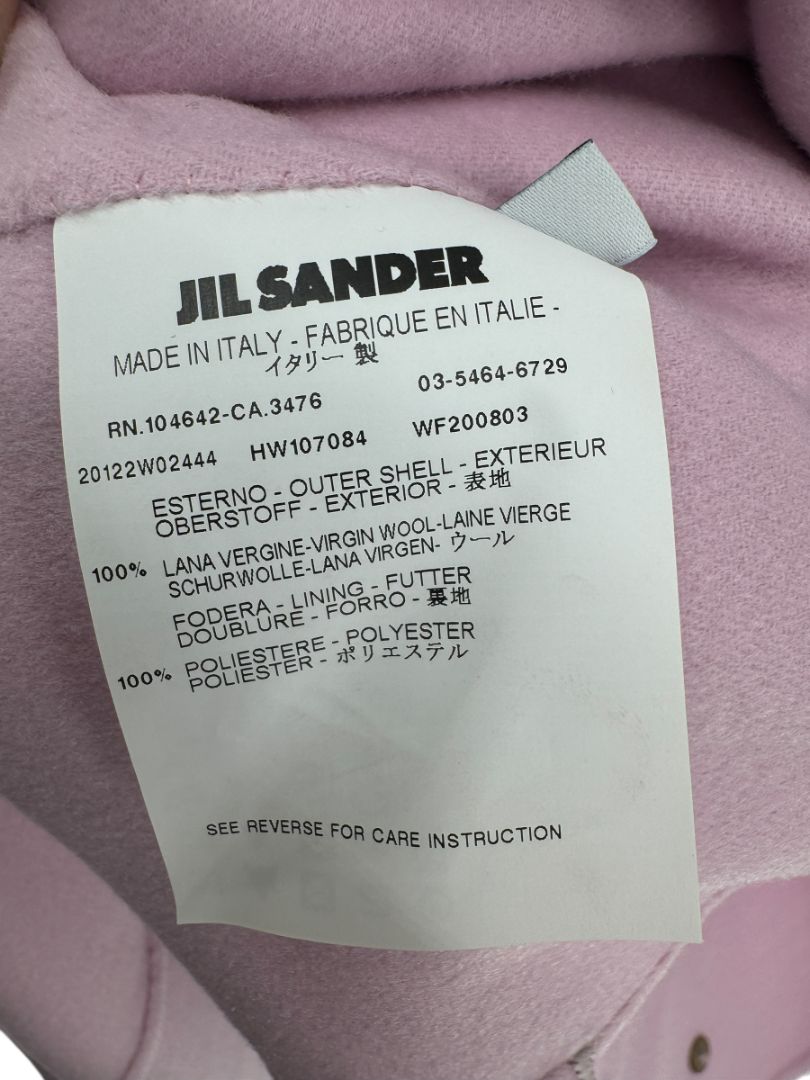 JIL SANDER
MADE IN ITALY - FABRIQUE EN ITALIE -
イタリー 製
RN.104642-CA.3476 03-5464-6729
20122W02444 HW107084 WF200803
ESTERNO - OUTER SHELL - EXTERIEUR
OBERSTOFF - EXTERIOR - 表地
100% LANA VERGINE-VIRGIN WOOL-LAINE VIERGE
SCHURWOLLE-LANA VIRGEN- ウール
FODERA - LINING - FUTTER
DOUBLURE - FORRO - 裏地
100% POLIESTERE - POLYESTER
POLIESTER - ポリエステル
SEE REVERSE FOR CARE INSTRUCTION